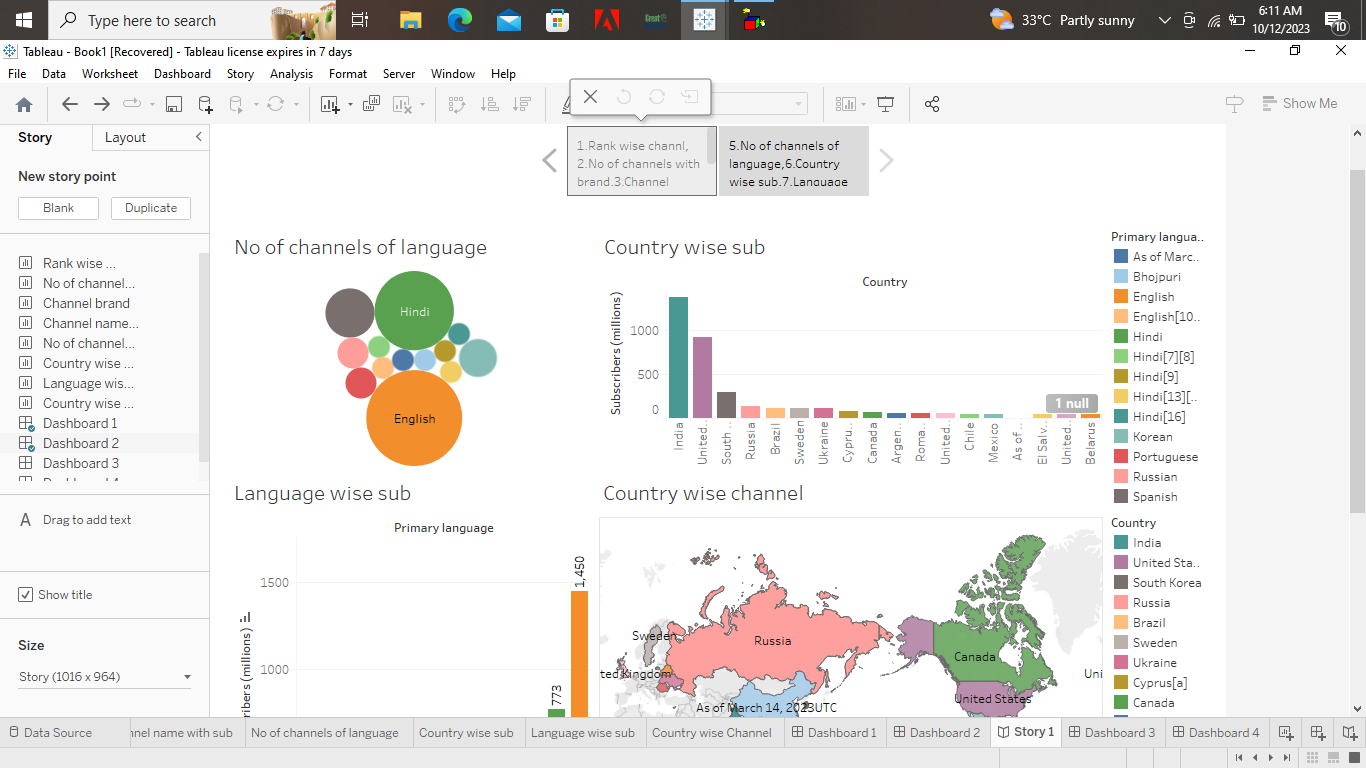 Type here to search
33°C Partly sunny
6:11 AM
10/12/2023
10
Tableau - Book1 [Recovered] - Tableau license expires in 7 days
File Data Worksheet Dashboard Story Analysis Format Server Window Help
Show Me
Story
Layout
New story point
Blank
Duplicate
Rank wise ...
No of channel...
Channel brand
Channel name...
No of channel...
Country wise ...
Language wis...
Country wise ...
Dashboard 1
Dashboard 2
Dashboard 3
A Drag to add text
Show title
Size
Story (1016 x 964)
1.Rank wise channl,
2.No of channels with
brand.3.Channel
5.No of channels of
language,6.Country
wise sub.7.Language
No of channels of language
Hindi
English
Country wise sub
Country
Subscribers (millions)
1000
500
0
1 null
India
United..
South ..
Russia
Brazil
Sweden
Ukraine
Cypru..
Canada
Argen..
Roma..
United..
Chile
Mexico
As of ..
El Salv..
United..
Belarus
Language wise sub
Primary language
1500
1000
bribers (millions)
773
1,450
Country wise channel
Sweden
Russia
ted Kingdom
Canada
Uni
United States
As of March 14, 2023UTC
Primary langua..
As of Marc..
Bhojpuri
English
English[10..
Hindi
Hindi[7][8]
Hindi[9]
Hindi[13][..
Hindi[16]
Korean
Portuguese
Russian
Spanish
Country
India
United Sta..
South Korea
Russia
Brazil
Sweden
Ukraine
Cyprus[a]
Canada
Data Source
nnel name with sub
No of channels of language
Country wise sub
Language wise sub
Country wise Channel
Dashboard 1
Dashboard 2
Story 1
Dashboard 3
Dashboard 4